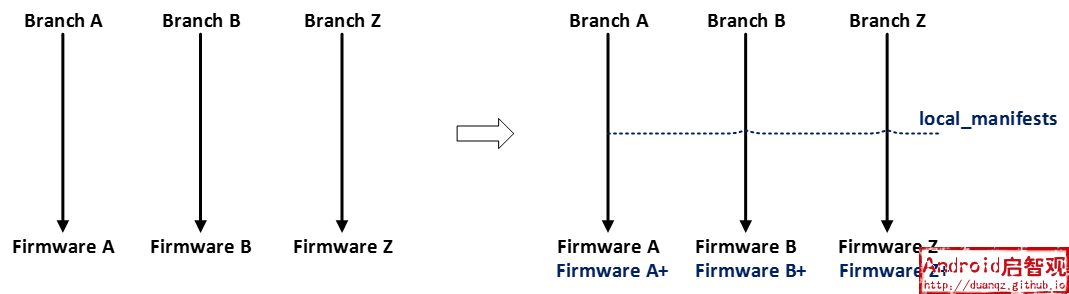 Branch A Branch B Branch Z
Firmware A Firmware B Firmware Z
Branch A Branch B Branch Z
local_manifests
Firmware A Firmware B Firmware Z
Firmware A+ Firmware B+ Firmware Z+
Android启智观
http://duanqz.github.io